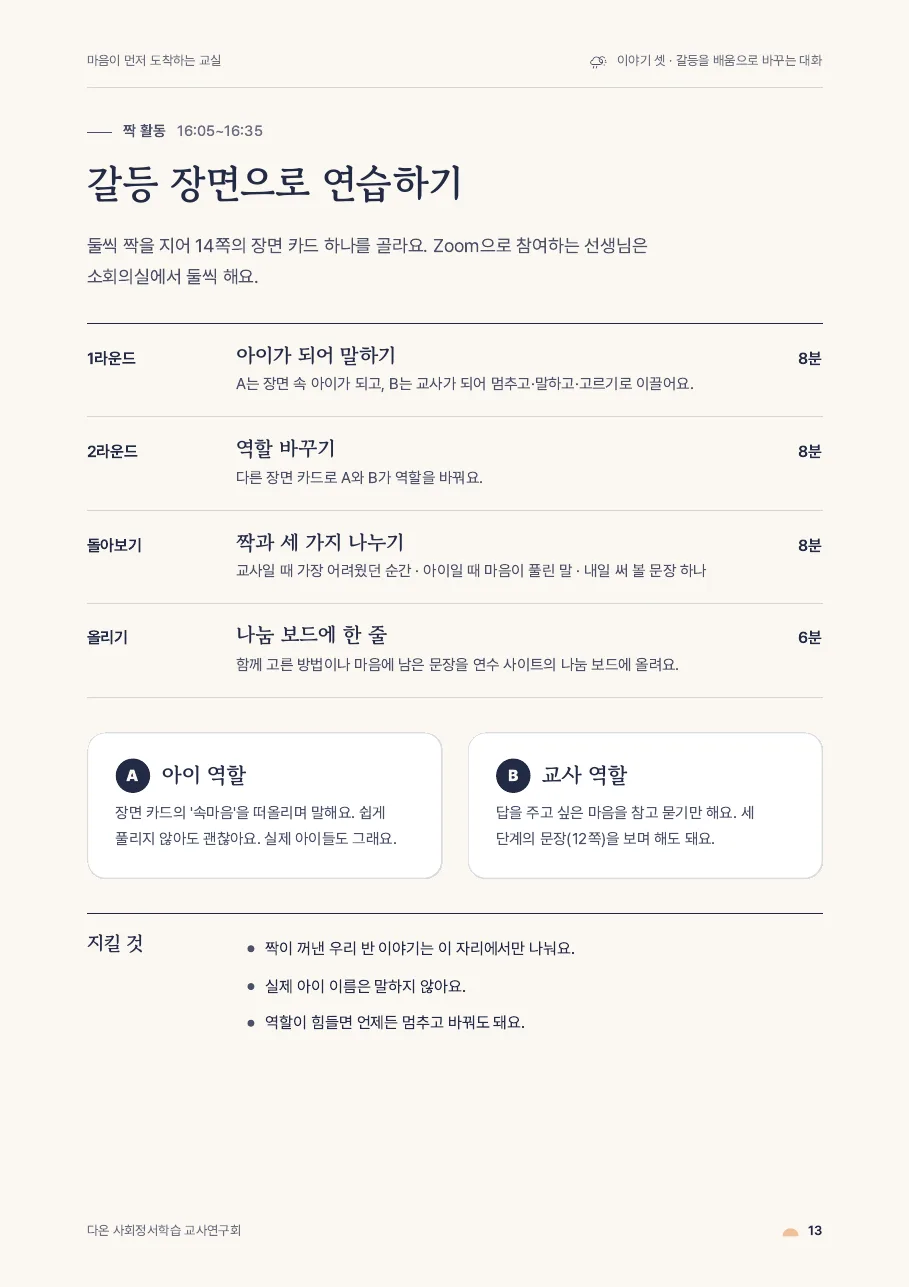 마음이 먼저 도착하는 교실
이야기 셋 · 갈등을 배움으로 바꾸는 대화
짝 활동 16:05~16:35
갈등 장면으로 연습하기
둘씩 짝을 지어 14쪽의 장면 카드 하나를 골라요. Zoom으로 참여하는 선생님은
소회의실에서 둘씩 해요.
1라운드
아이가 되어 말하기
8분
A는 장면 속 아이가 되고, B는 교사가 되어 멈추고·말하고·고르기로 이끌어요.
2라운드
역할 바꾸기
8분
다른 장면 카드로 A와 B가 역할을 바꿔요.
돌아보기
짝과 세 가지 나누기
8분
교사일 때 가장 어려웠던 순간 · 아이일 때 마음이 풀린 말 · 내일 써 볼 문장 하나
올리기
나눔 보드에 한 줄
6분
함께 고른 방법이나 마음에 남은 문장을 연수 사이트의 나눔 보드에 올려요.
A 아이 역할
장면 카드의 '속마음'을 떠올리며 말해요. 쉽게
풀리지 않아도 괜찮아요. 실제 아이들도 그래요.
B 교사 역할
답을 주고 싶은 마음을 참고 묻기만 해요. 세
단계의 문장(12쪽)을 보며 해도 돼요.
지킬 것
● 짝이 꺼낸 우리 반 이야기는 이 자리에서만 나눠요.
● 실제 아이 이름은 말하지 않아요.
● 역할이 힘들면 언제든 멈추고 바꿔도 돼요.
다온 사회정서학습 교사연구회
13